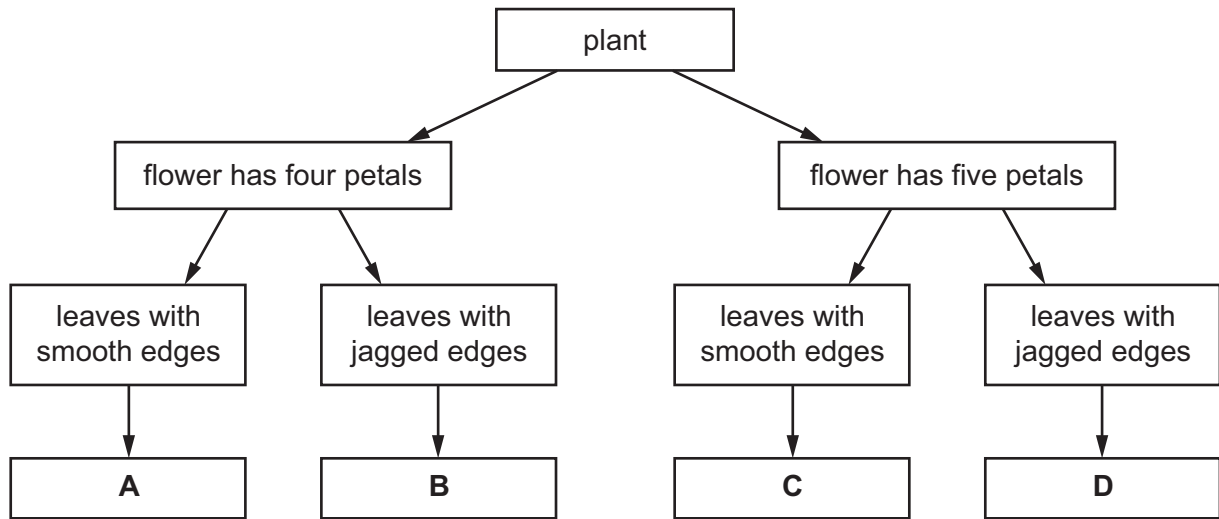 plant
flower has four petals
flower has five petals
leaves with
smooth edges
leaves with
jagged edges
leaves with
smooth edges
leaves with
jagged edges
A
B
C
D